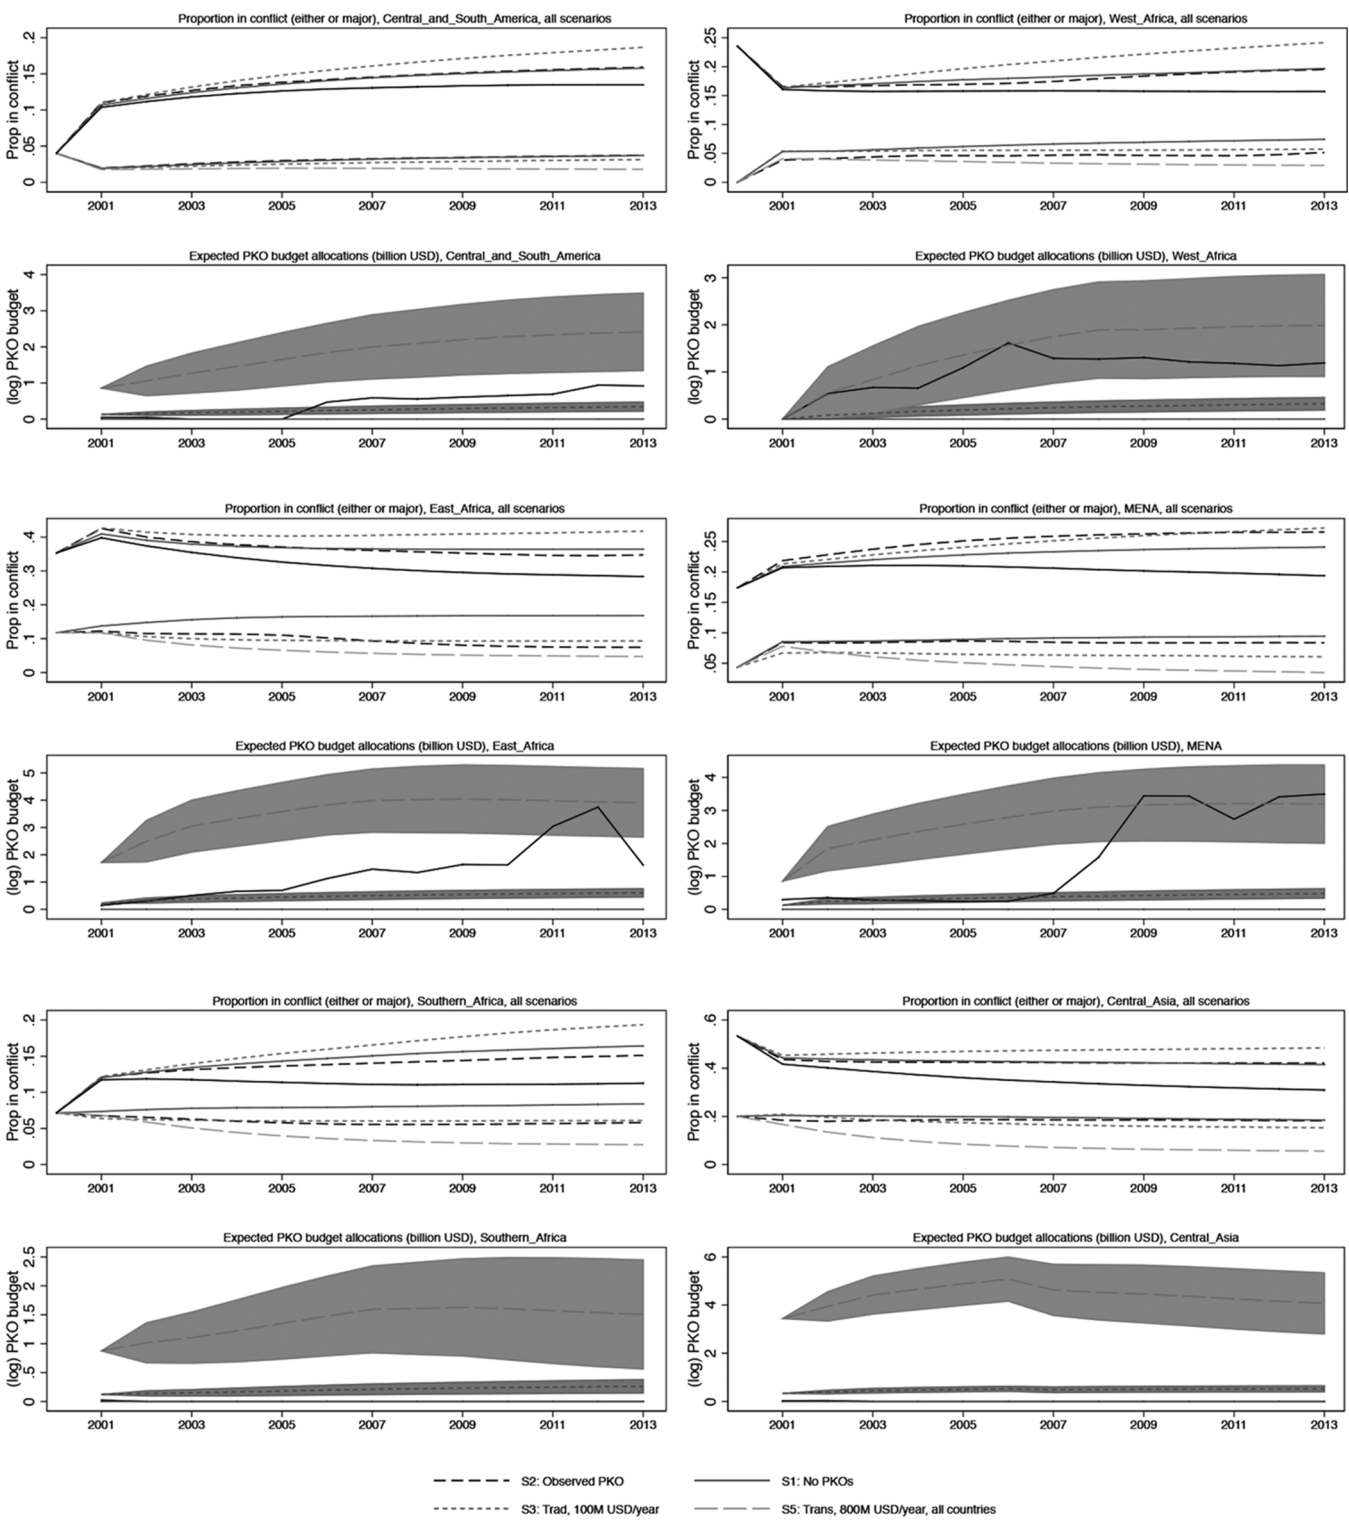 Proportion in conflict (either or major), Central_and_South_America, all scenarios
Prop in conflict
.2
.15
.1
.05
0
2001 2003 2005 2007 2009 2011 2013
Proportion in conflict (either or major), West_Africa, all scenarios
Prop in conflict
.25
.2
.15
.1
.05
0
2001 2003 2005 2007 2009 2011 2013
Expected PKO budget allocations (billion USD), Central_and_South_America
(log) PKO budget
4
3
2
1
0
2001 2003 2005 2007 2009 2011 2013
Expected PKO budget allocations (billion USD), West_Africa
(log) PKO budget
3
2
1
0
2001 2003 2005 2007 2009 2011 2013
Proportion in conflict (either or major), East_Africa, all scenarios
Prop in conflict
.4
.3
.2
.1
0
2001 2003 2005 2007 2009 2011 2013
Proportion in conflict (either or major), MENA, all scenarios
Prop in conflict
.25
.2
.15
.1
.05
2001 2003 2005 2007 2009 2011 2013
Expected PKO budget allocations (billion USD), East_Africa
(log) PKO budget
5
4
3
2
1
0
2001 2003 2005 2007 2009 2011 2013
Expected PKO budget allocations (billion USD), MENA
(log) PKO budget
4
3
2
1
0
2001 2003 2005 2007 2009 2011 2013
Proportion in conflict (either or major), Southern_Africa, all scenarios
Prop in conflict
.2
.15
.1
.05
0
2001 2003 2005 2007 2009 2011 2013
Proportion in conflict (either or major), Central_Asia, all scenarios
Prop in conflict
.6
.4
.2
0
2001 2003 2005 2007 2009 2011 2013
Expected PKO budget allocations (billion USD), Southern_Africa
(log) PKO budget
2.5
2
1.5
1
.5
0
2001 2003 2005 2007 2009 2011 2013
Expected PKO budget allocations (billion USD), Central_Asia
(log) PKO budget
6
4
2
0
2001 2003 2005 2007 2009 2011 2013
S2: Observed PKO
S1: No PKOs
S3: Trad, 100M USD/year
S5: Trans, 800M USD/year, all countries